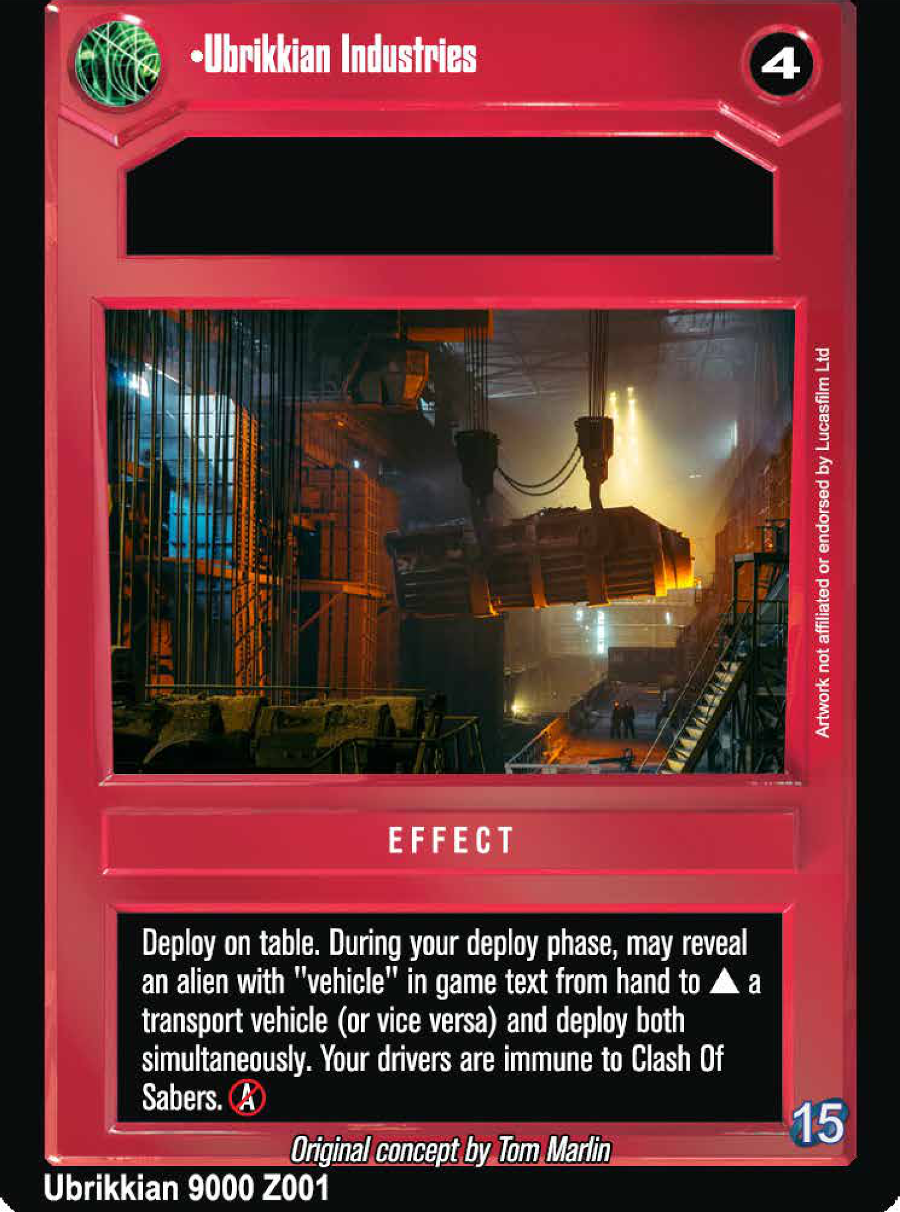 •Ubrikkian Industries
4
Artwork not affiliated or endorsed by Lucasfilm Ltd
EFFECT
Deploy on table. During your deploy phase, may reveal
an alien with "vehicle" in game text from hand to ▲ a
transport vehicle (or vice versa) and deploy both
simultaneously. Your drivers are immune to Clash Of
Sabers. A
15
Original concept by Tom Marlin
Ubrikkian 9000 Z001